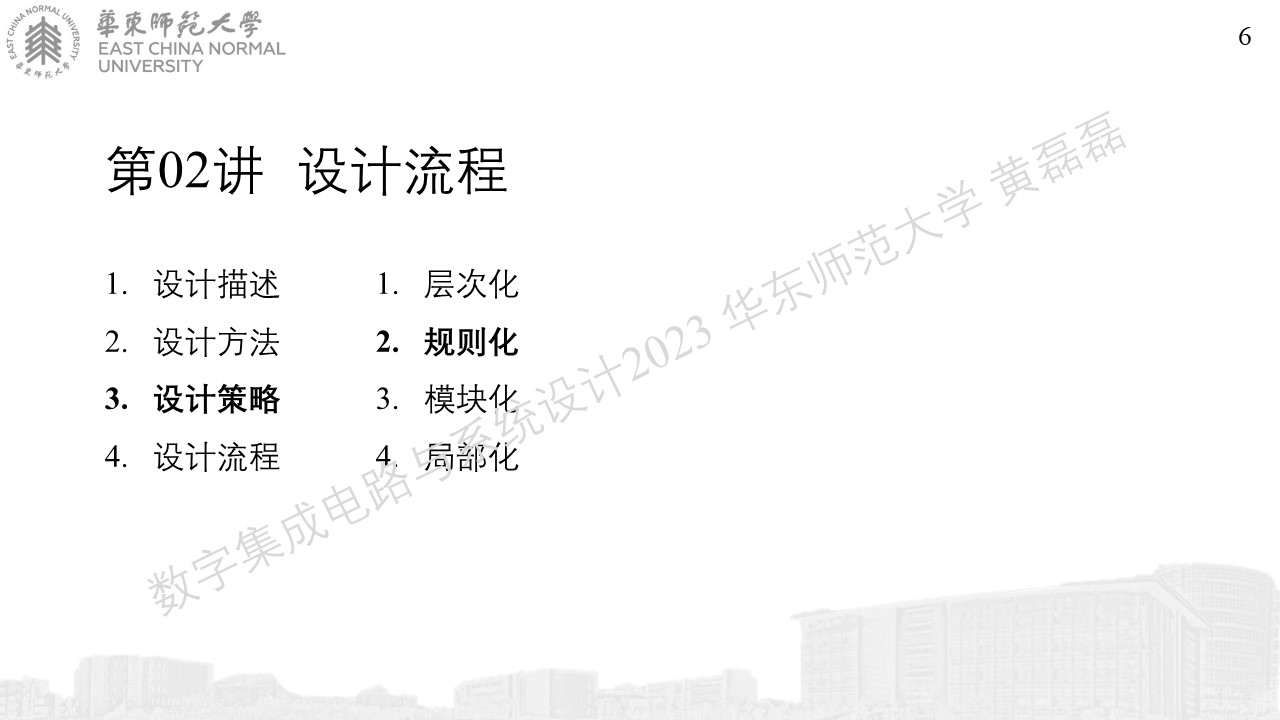 華東師範大學
EAST CHINA NORMAL
UNIVERSITY
EAST CHINA NORMAL UNIVERSITY
華東师范大学
6
第02讲 设计流程
1. 设计描述
2. 设计方法
3. 设计策略
4. 设计流程
1. 层次化
2. 规则化
3. 模块化
4. 局部化
数字集成电路与系统设计2023 华东师范大学 黄磊磊